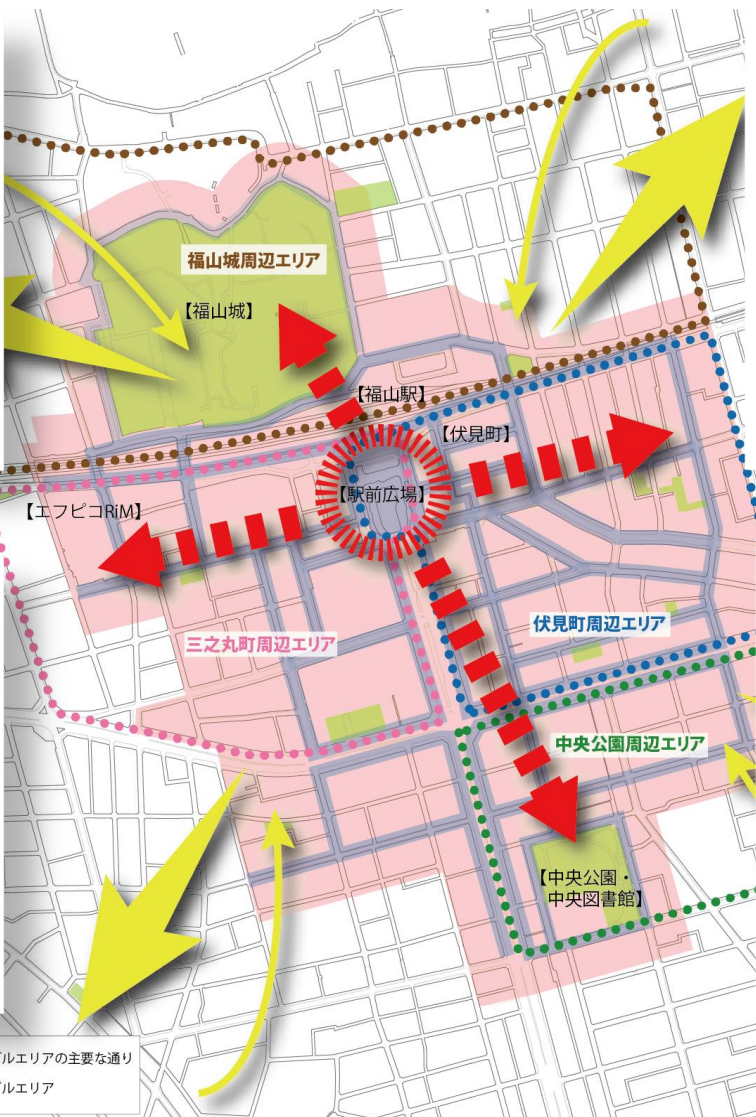 福山城周辺エリア
【福山城】
【福山駅】
【伏見町】
【駅前広場】
【エフピコRiM】
伏見町周辺エリア
三之丸町周辺エリア
中央公園周辺エリア
【中央公園・
中央図書館】
ブルエリアの主要な通り
ブルエリア